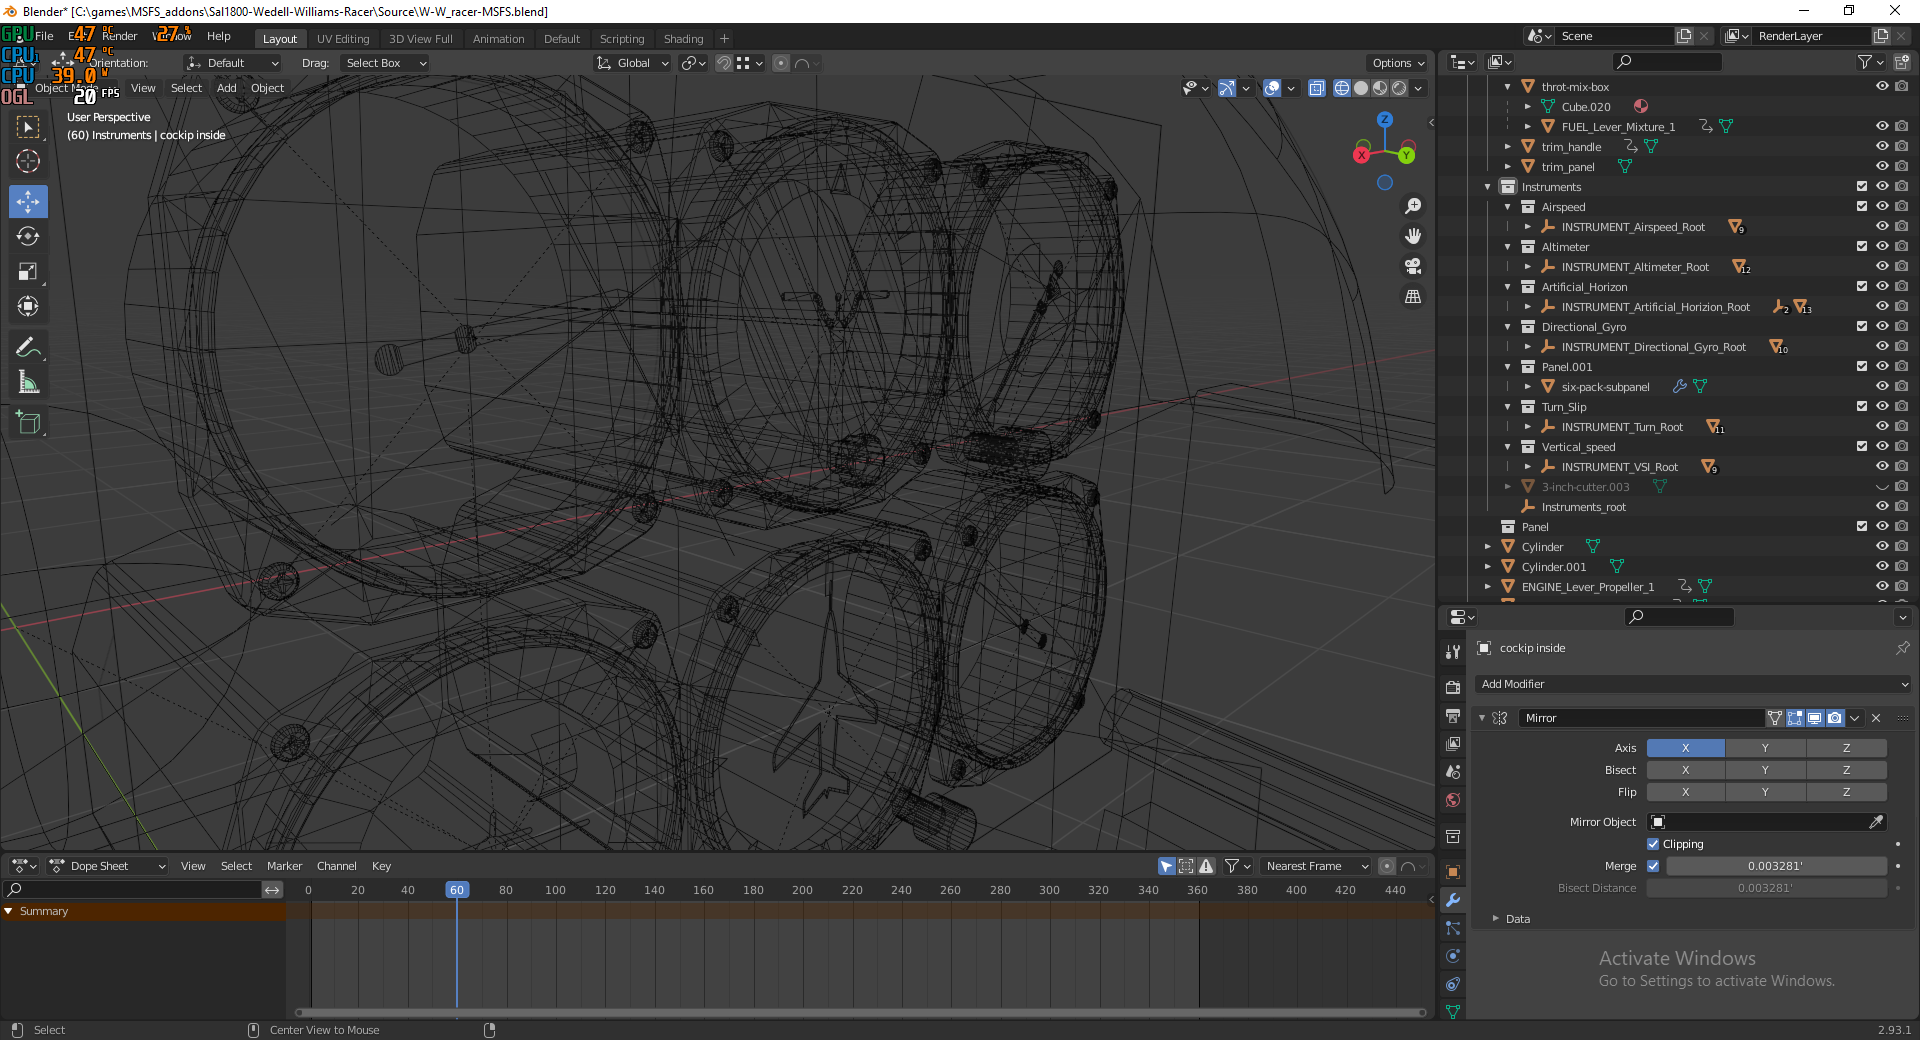 Blender* [C:\games\MSFS_addons\Sal1800-Wedell-Williams-Racer\Source\W-W_racer-MSFS.blend]
File Render Window Help Layout UV Editing 3D View Full Animation Default Scripting Shading + Scene RenderLayer
GPU 47 °C 27 %
CPU 47 °C
CPU 39.0 W
OGL 20 FPS
Orientation: Default Drag: Select Box Global Options
Object Mode View Select Add Object
User Perspective
(60) Instruments | cockip inside
Z
X
Y
throt-mix-box
Cube.020
FUEL_Lever_Mixture_1
trim_handle
trim_panel
Instruments
Airspeed
INSTRUMENT_Airspeed_Root 9
Altimeter
INSTRUMENT_Altimeter_Root 12
Artificial_Horizon
INSTRUMENT_Artificial_Horizion_Root 2 13
Directional_Gyro
INSTRUMENT_Directional_Gyro_Root 10
Panel.001
six-pack-subpanel
Turn_Slip
INSTRUMENT_Turn_Root 11
Vertical_speed
INSTRUMENT_VSI_Root 9
3-inch-cutter.003
Instruments_root
Panel
Cylinder
Cylinder.001
ENGINE_Lever_Propeller_1
cockip inside
Add Modifier
Mirror
Axis X Y Z
Bisect X Y Z
Flip X Y Z
Mirror Object
Clipping
Merge 0.003281'
Bisect Distance 0.003281'
Data
Activate Windows
Go to Settings to activate Windows.
Dope Sheet View Select Marker Channel Key Nearest Frame
0 20 40 60 80 100 120 140 160 180 200 220 240 260 280 300 320 340 360 380 400 420 440
Summary
Select Center View to Mouse 2.93.1